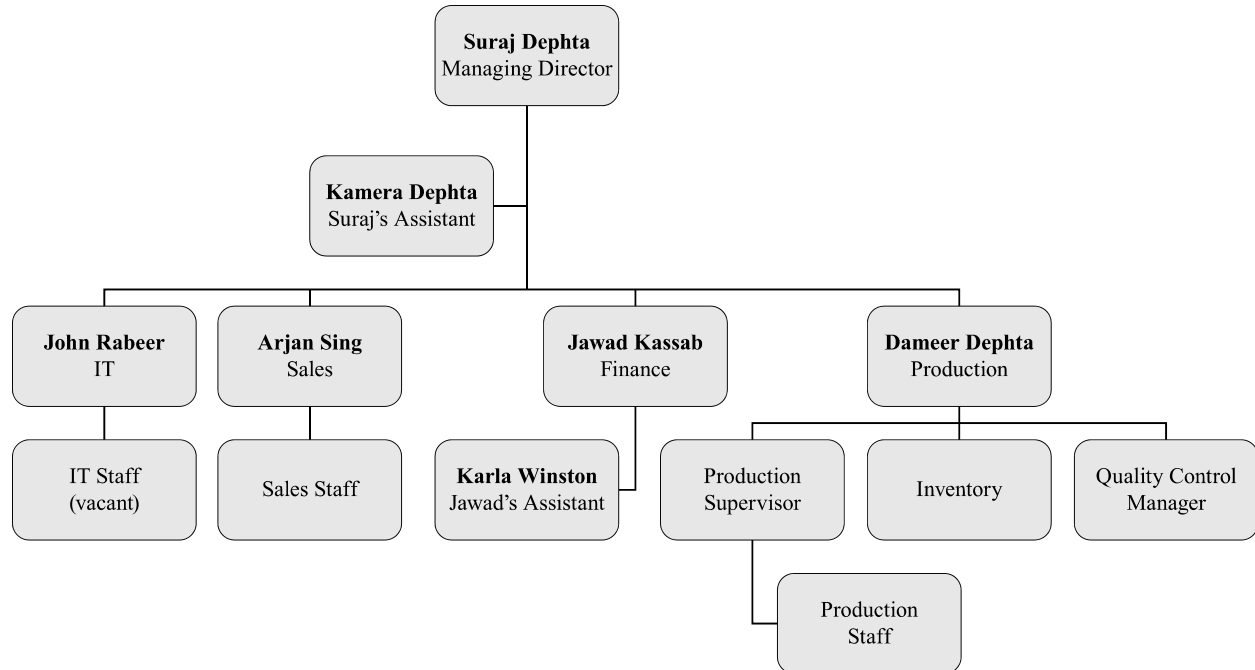 Suraj Dephta
Managing Director
Kamera Dephta
Suraj’s Assistant
John Rabeer
IT
Arjan Sing
Sales
Jawad Kassab
Finance
Dameer Dephta
Production
IT Staff
(vacant)
Sales Staff
Karla Winston
Jawad’s Assistant
Production
Supervisor
Inventory
Quality Control
Manager
Production
Staff